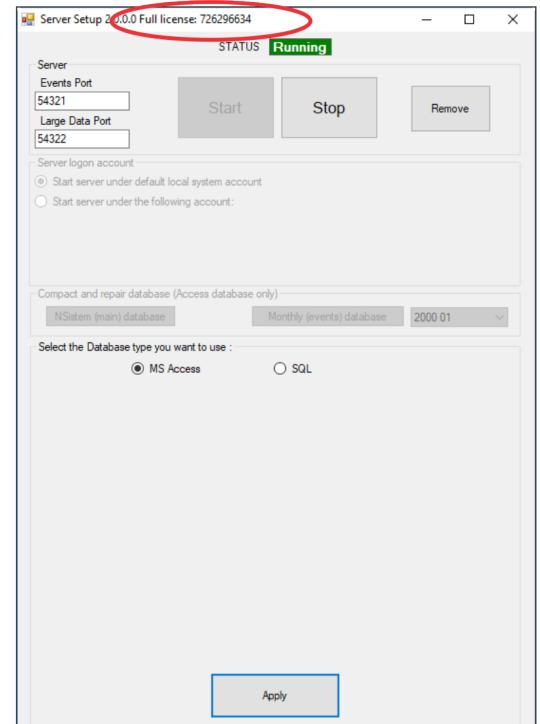 Server Setup 2.0.0.0 Full license: 726296634
STATUS Running
Server
Events Port
54321
Large Data Port
54322
Start
Stop
Remove
Server logon account
Start server under default local system account
Start server under the following account:
Compact and repair database (Access database only)
NSistem (main) database
Monthly (events) database
2000 01
Select the Database type you want to use :
MS Access
SQL
Apply